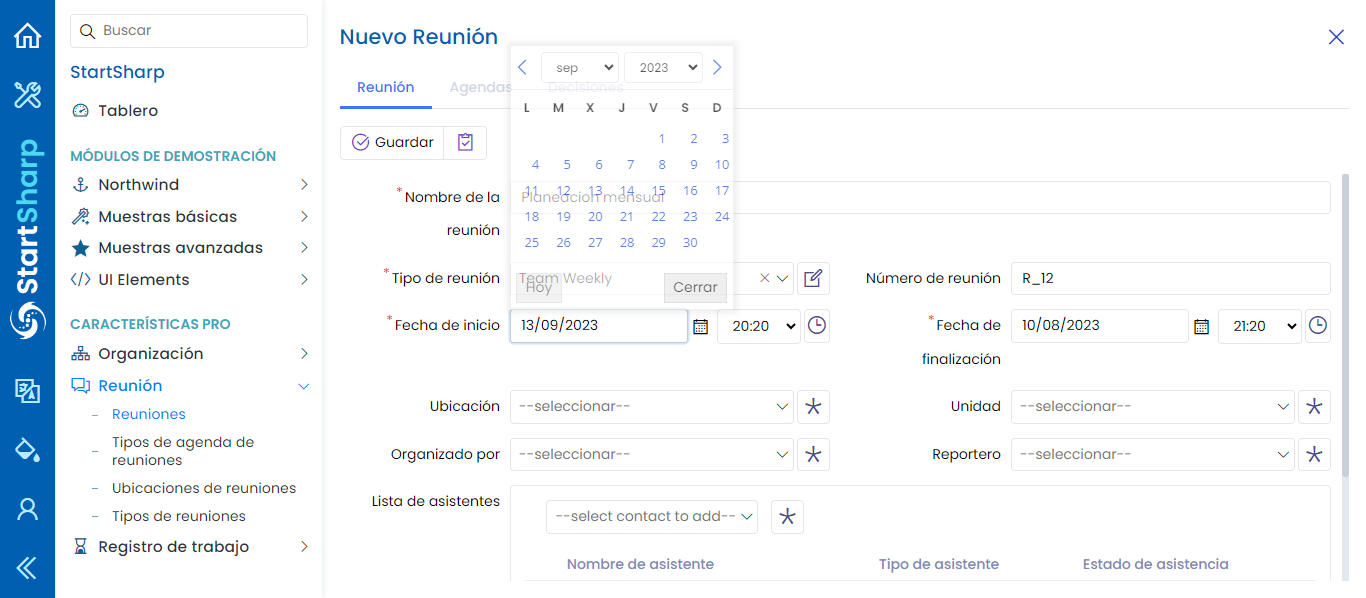 Buscar
StartSharp
Tablero
MÓDULOS DE DEMOSTRACIÓN
Northwind
Muestras básicas
Muestras avanzadas
UI Elements
CARACTERÍSTICAS PRO
Organización
Reunión
Reuniones
Tipos de agenda de
reuniones
Ubicaciones de reuniones
Tipos de reuniones
Registro de trabajo
StartSharp
Nuevo Reunión
Reunión Agendas Decisiones
Guardar
sep 2023
L M X J V S D
1 2 3
4 5 6 7 8 9 10
11 12 13 14 15 16 17
18 19 20 21 22 23 24
25 26 27 28 29 30
Hoy Cerrar
*Nombre de la
reunión
Planeacion mensual
*Tipo de reunión Team Weekly
Número de reunión R_12
*Fecha de inicio 13/09/2023 20:20
*Fecha de
finalización
10/08/2023 21:20
Ubicación --seleccionar--
Unidad --seleccionar--
Organizado por --seleccionar--
Reportero --seleccionar--
Lista de asistentes
--select contact to add--
Nombre de asistente Tipo de asistente Estado de asistencia